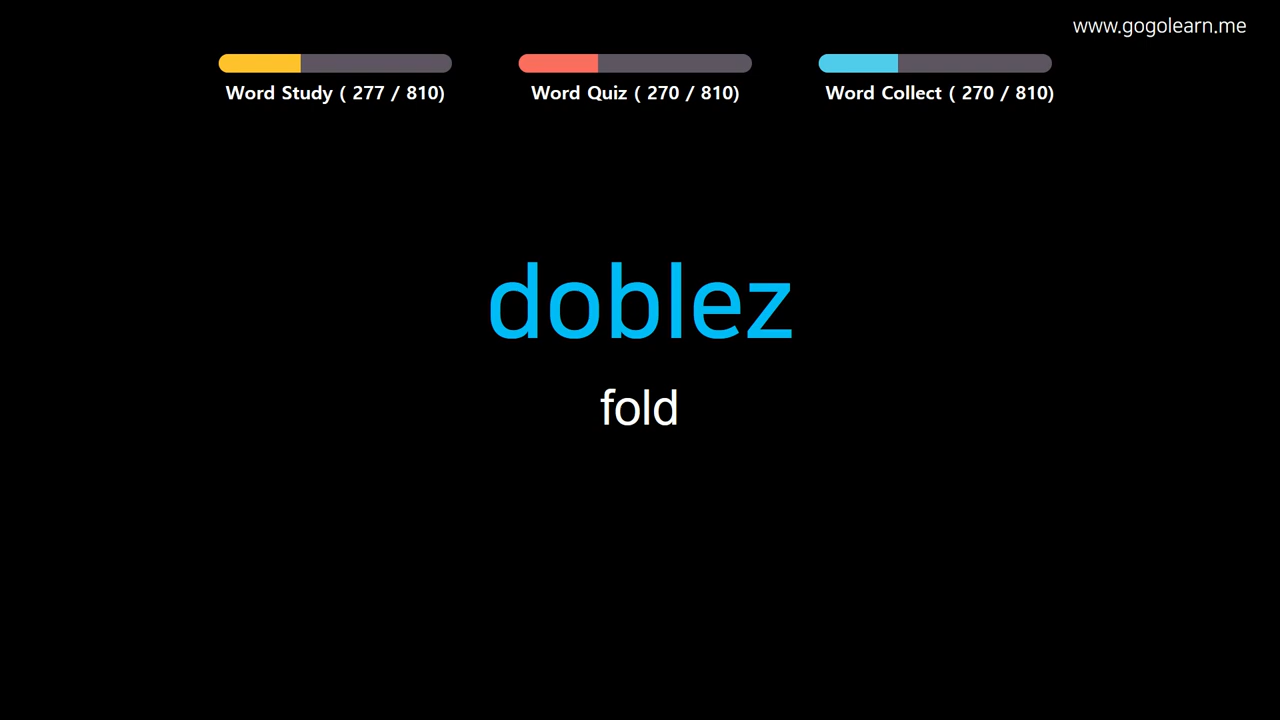 www.gogolearn.me
Word Study ( 277 / 810)
Word Quiz ( 270 / 810)
Word Collect ( 270 / 810)
doblez
fold